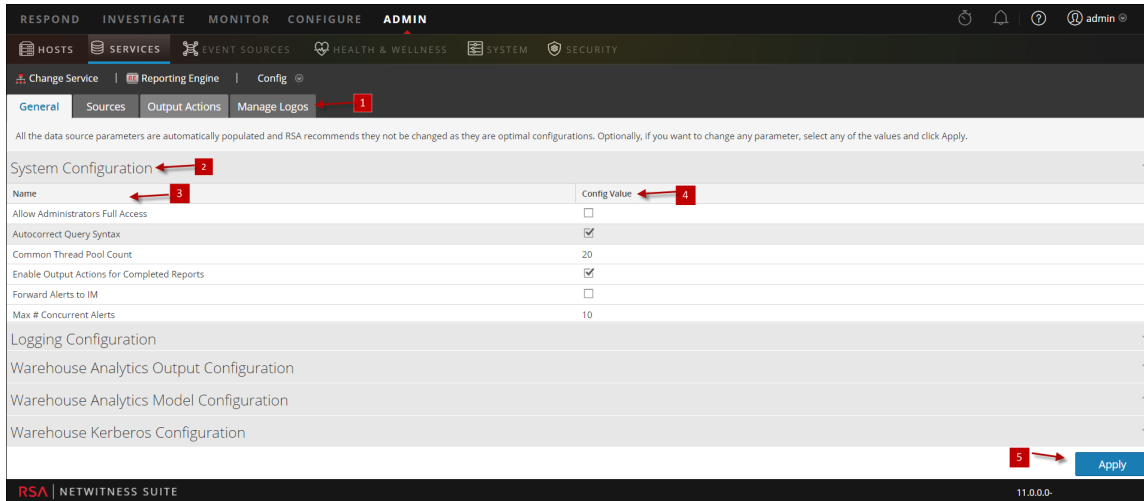 RESPOND INVESTIGATE MONITOR CONFIGURE ADMIN admin
HOSTS SERVICES EVENT SOURCES HEALTH & WELLNESS SYSTEM SECURITY
Change Service | RE Reporting Engine | Config
General Sources Output Actions Manage Logos 1
All the data source parameters are automatically populated and RSA recommends they not be changed as they are optimal configurations. Optionally, if you want to change any parameter, select any of the values and click Apply.
System Configuration 2
Name 3 Config Value 4
Allow Administrators Full Access
Autocorrect Query Syntax
Common Thread Pool Count 20
Enable Output Actions for Completed Reports
Forward Alerts to IM
Max # Concurrent Alerts 10
Logging Configuration
Warehouse Analytics Output Configuration
Warehouse Analytics Model Configuration
Warehouse Kerberos Configuration
5 Apply
RSA | NETWITNESS SUITE 11.0.0.0-